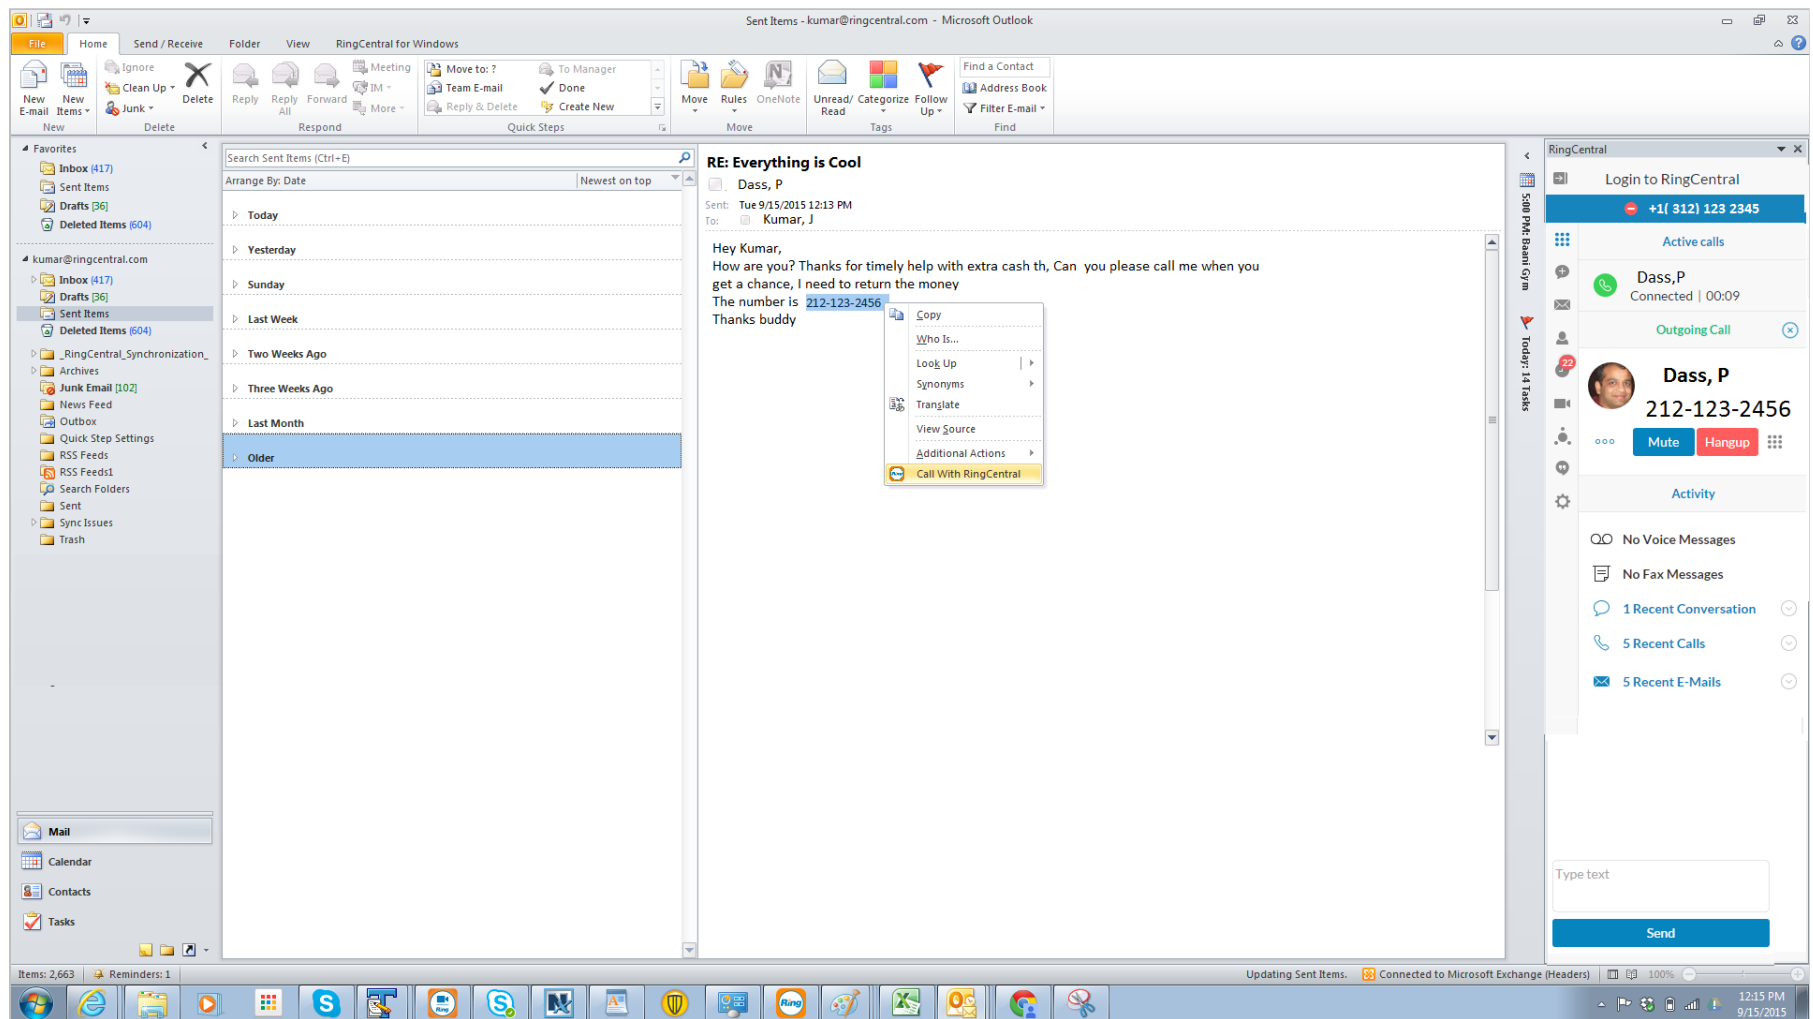 Sent Items - kumar@ringcentral.com - Microsoft Outlook
File Home Send / Receive Folder View RingCentral for Windows
New E-mail
New Items
New
Ignore
Clean Up
Junk
Delete
Delete
Reply
Reply All
Forward
Meeting
IM
More
Respond
Move to: ?
Team E-mail
Reply & Delete
To Manager
Done
Create New
Quick Steps
Move
Rules
OneNote
Move
Unread/ Read
Categorize
Follow Up
Tags
Find a Contact
Address Book
Filter E-mail
Find
Favorites
Inbox (417)
Sent Items
Drafts [36]
Deleted Items (604)
kumar@ringcentral.com
Inbox (417)
Drafts [36]
Sent Items
Deleted Items (604)
_RingCentral_Synchronization_
Archives
Junk Email [102]
News Feed
Outbox
Quick Step Settings
RSS Feeds
RSS Feeds1
Search Folders
Sent
Sync Issues
Trash
Mail
Calendar
Contacts
Tasks
Search Sent Items (Ctrl+E)
Arrange By: Date Newest on top
Today
Yesterday
Sunday
Last Week
Two Weeks Ago
Three Weeks Ago
Last Month
Older
RE: Everything is Cool
Dass, P
Sent: Tue 9/15/2015 12:13 PM
To: Kumar, J
Hey Kumar,
How are you? Thanks for timely help with extra cash th, Can you please call me when you
get a chance, I need to return the money
The number is 212-123-2456
Thanks buddy
Copy
Who Is...
Look Up
Synonyms
Translate
View Source
Additional Actions
Call With RingCentral
5:00 PM: Baani Gym
Today: 14 Tasks
RingCentral
Login to RingCentral
+1( 312) 123 2345
Active calls
Dass,P
Connected | 00:09
Outgoing Call
22
Dass, P
212-123-2456
Mute Hangup
Activity
No Voice Messages
No Fax Messages
1 Recent Conversation
5 Recent Calls
5 Recent E-Mails
Type text
Send
Items: 2,663 Reminders: 1 Updating Sent Items. Connected to Microsoft Exchange (Headers) 100%
Ring
12:15 PM
9/15/2015